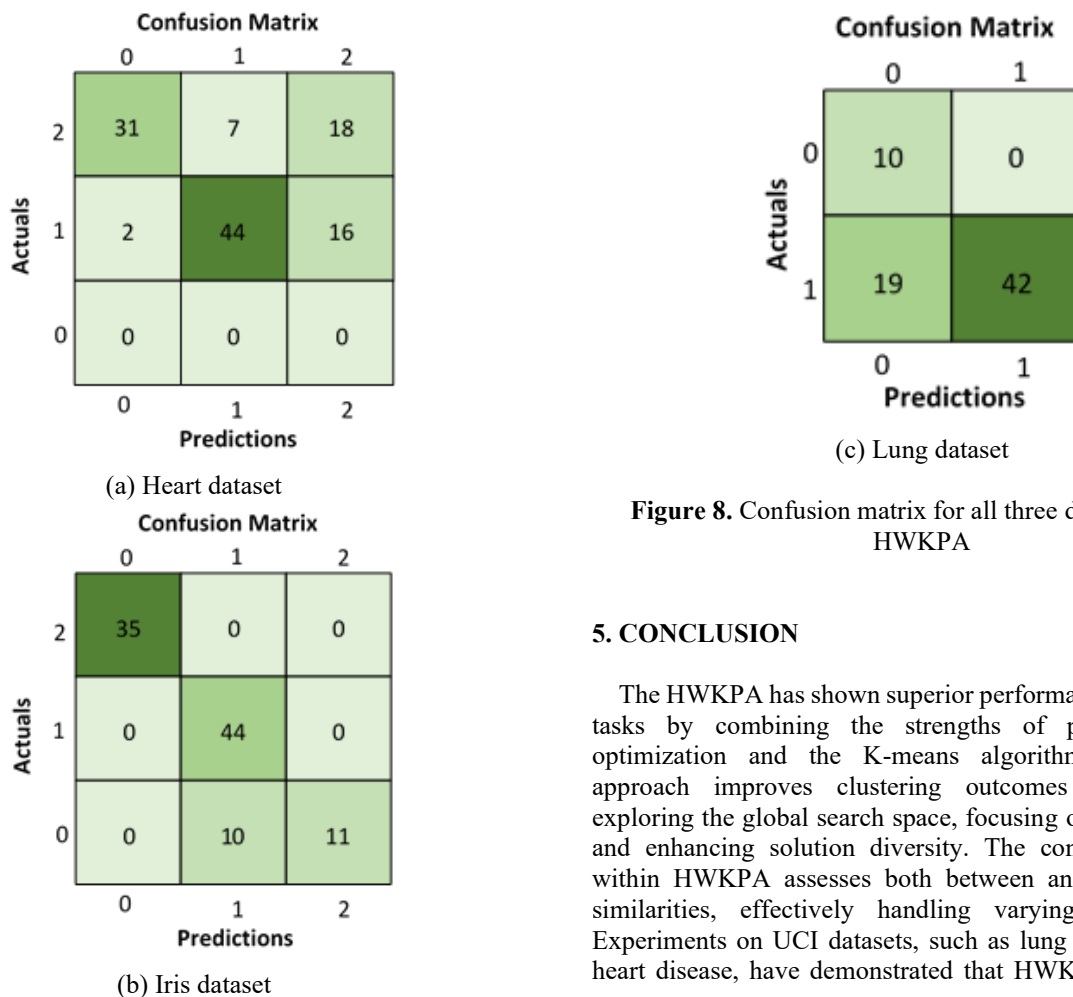 Confusion Matrix
0 1 2
2 31 7 18
1 2 44 16
0 0 0 0
Actuals
0 1 2
Predictions
(a) Heart dataset
Confusion Matrix
0 1 2
2 35 0 0
1 0 44 0
0 0 10 11
Actuals
0 1 2
Predictions
(b) Iris dataset
Confusion Matrix
0 1
0 10 0
1 19 42
Actuals
0 1
Predictions
(c) Lung dataset
Figure 8. Confusion matrix for all three d
HWKPA
5. CONCLUSION
The HWKPA has shown superior performa
tasks by combining the strengths of p
optimization and the K-means algorithm
approach improves clustering outcomes
exploring the global search space, focusing o
and enhancing solution diversity. The con
within HWKPA assesses both between an
similarities, effectively handling varying
Experiments on UCI datasets, such as lung
heart disease, have demonstrated that HWK